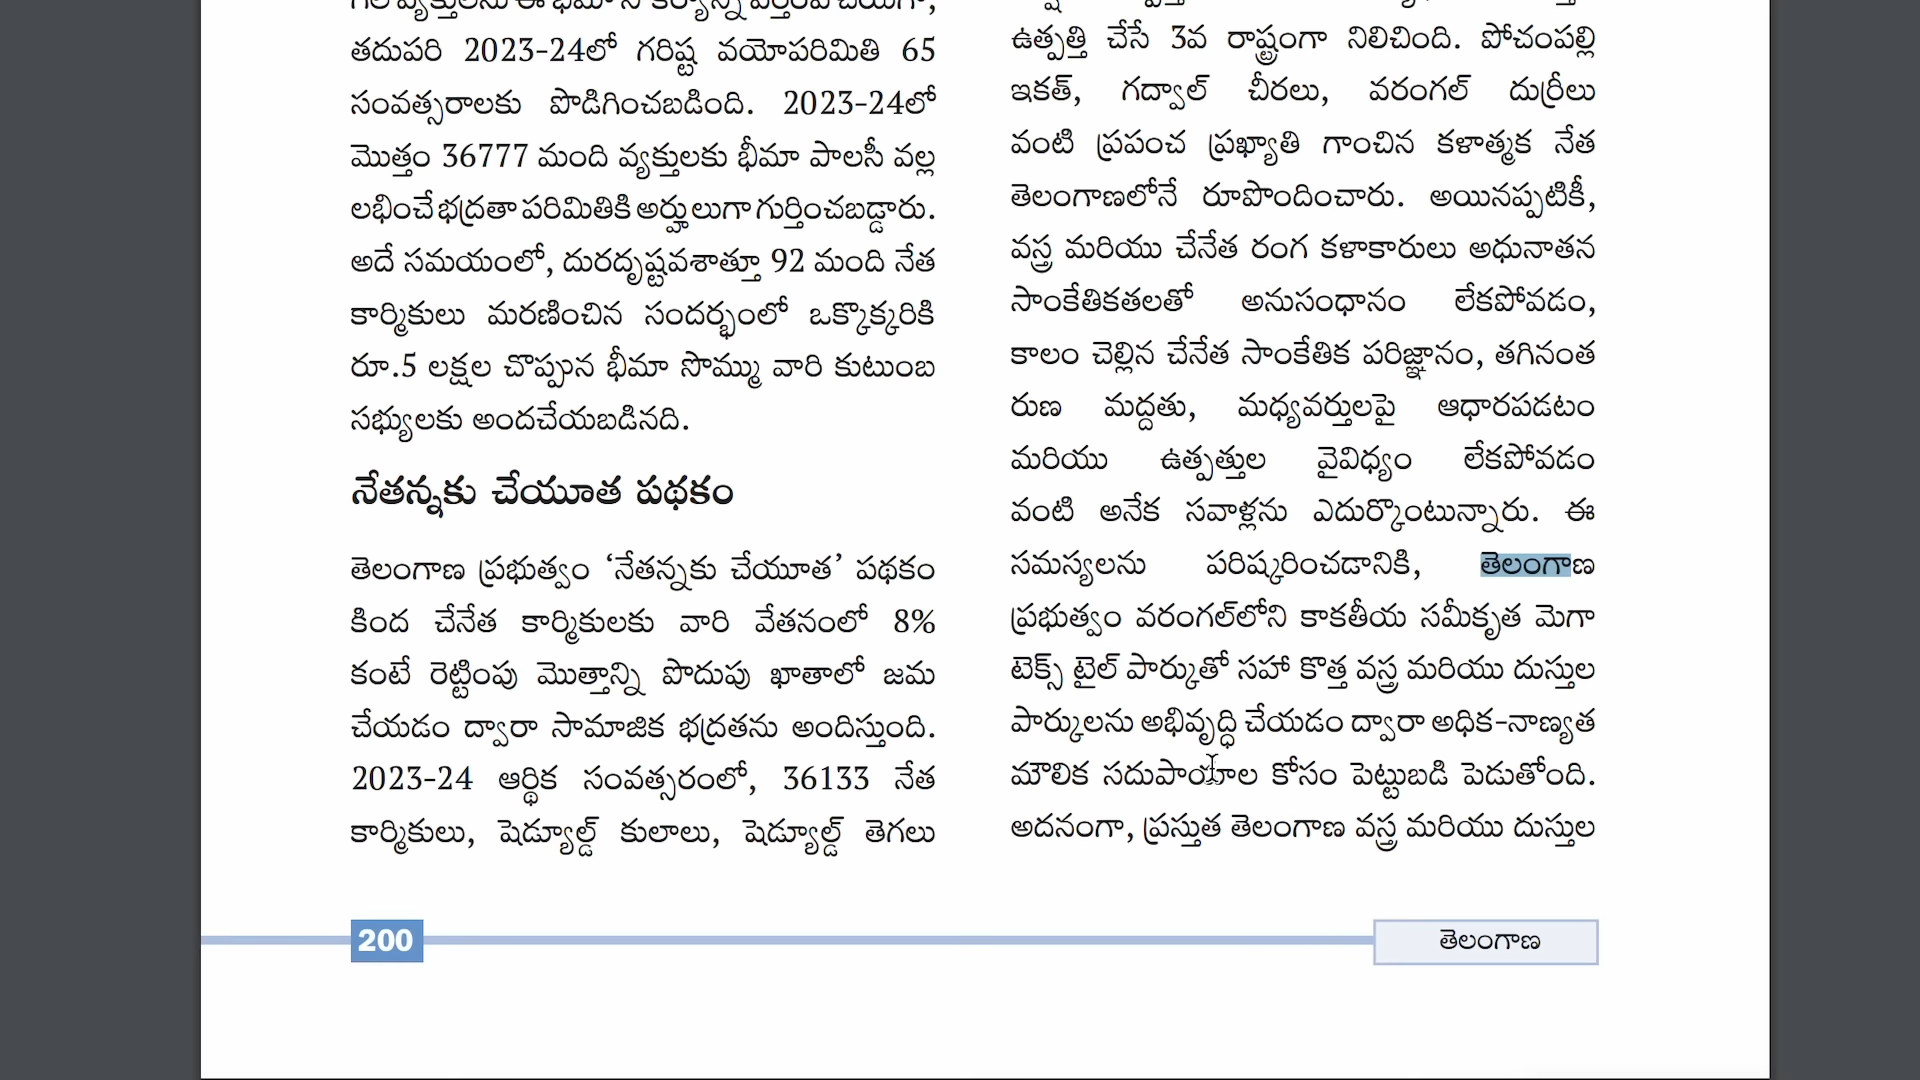 తదుపరి 2023-24లో గరిష్ట వయోపరిమితి 65
సంవత్సరాలకు పొడిగించబడింది. 2023-24లో
మొత్తం 36777 మంది వ్యక్తులకు భీమా పాలసీ వల్ల
లభించే భద్రతా పరిమితికి అర్హులుగా గుర్తించబడ్డారు.
అదే సమయంలో, దురదృష్టవశాత్తూ 92 మంది నేత
కార్మికులు మరణించిన సందర్భంలో ఒక్కొక్కరికి
రూ.5 లక్షల చొప్పున భీమా సొమ్ము వారి కుటుంబ
సభ్యులకు అందచేయబడినది.
నేతన్నకు చేయూత పథకం
తెలంగాణ ప్రభుత్వం ‘నేతన్నకు చేయూత’ పథకం
కింద చేనేత కార్మికులకు వారి వేతనంలో 8%
కంటే రెట్టింపు మొత్తాన్ని పొదుపు ఖాతాలో జమ
చేయడం ద్వారా సామాజిక భద్రతను అందిస్తుంది.
2023-24 ఆర్థిక సంవత్సరంలో, 36133 నేత
కార్మికులు, షెడ్యూల్డ్ కులాలు, షెడ్యూల్డ్ తెగలు
ఉత్పత్తి చేసే 3వ రాష్ట్రంగా నిలిచింది. పోచంపల్లి
ఇకత్, గద్వాల్ చీరలు, వరంగల్ దుర్రీలు
వంటి ప్రపంచ ప్రఖ్యాతి గాంచిన కళాత్మక నేత
తెలంగాణలోనే రూపొందించారు. అయినప్పటికీ,
వస్త్ర మరియు చేనేత రంగ కళాకారులు అధునాతన
సాంకేతికతలతో అనుసంధానం లేకపోవడం,
కాలం చెల్లిన చేనేత సాంకేతిక పరిజ్ఞానం, తగినంత
రుణ మద్దతు, మధ్యవర్తులపై ఆధారపడటం
మరియు ఉత్పత్తుల వైవిధ్యం లేకపోవడం
వంటి అనేక సవాళ్లను ఎదుర్కొంటున్నారు. ఈ
సమస్యలను పరిష్కరించడానికి, తెలంగాణ
ప్రభుత్వం వరంగల్‌లోని కాకతీయ సమీకృత మెగా
టెక్స్ టైల్ పార్కుతో సహా కొత్త వస్త్ర మరియు దుస్తుల
పార్కులను అభివృద్ధి చేయడం ద్వారా అధిక-నాణ్యత
మౌలిక సదుపాయాల కోసం పెట్టుబడి పెడుతోంది.
అదనంగా, ప్రస్తుత తెలంగాణ వస్త్ర మరియు దుస్తుల
200
తెలంగాణ